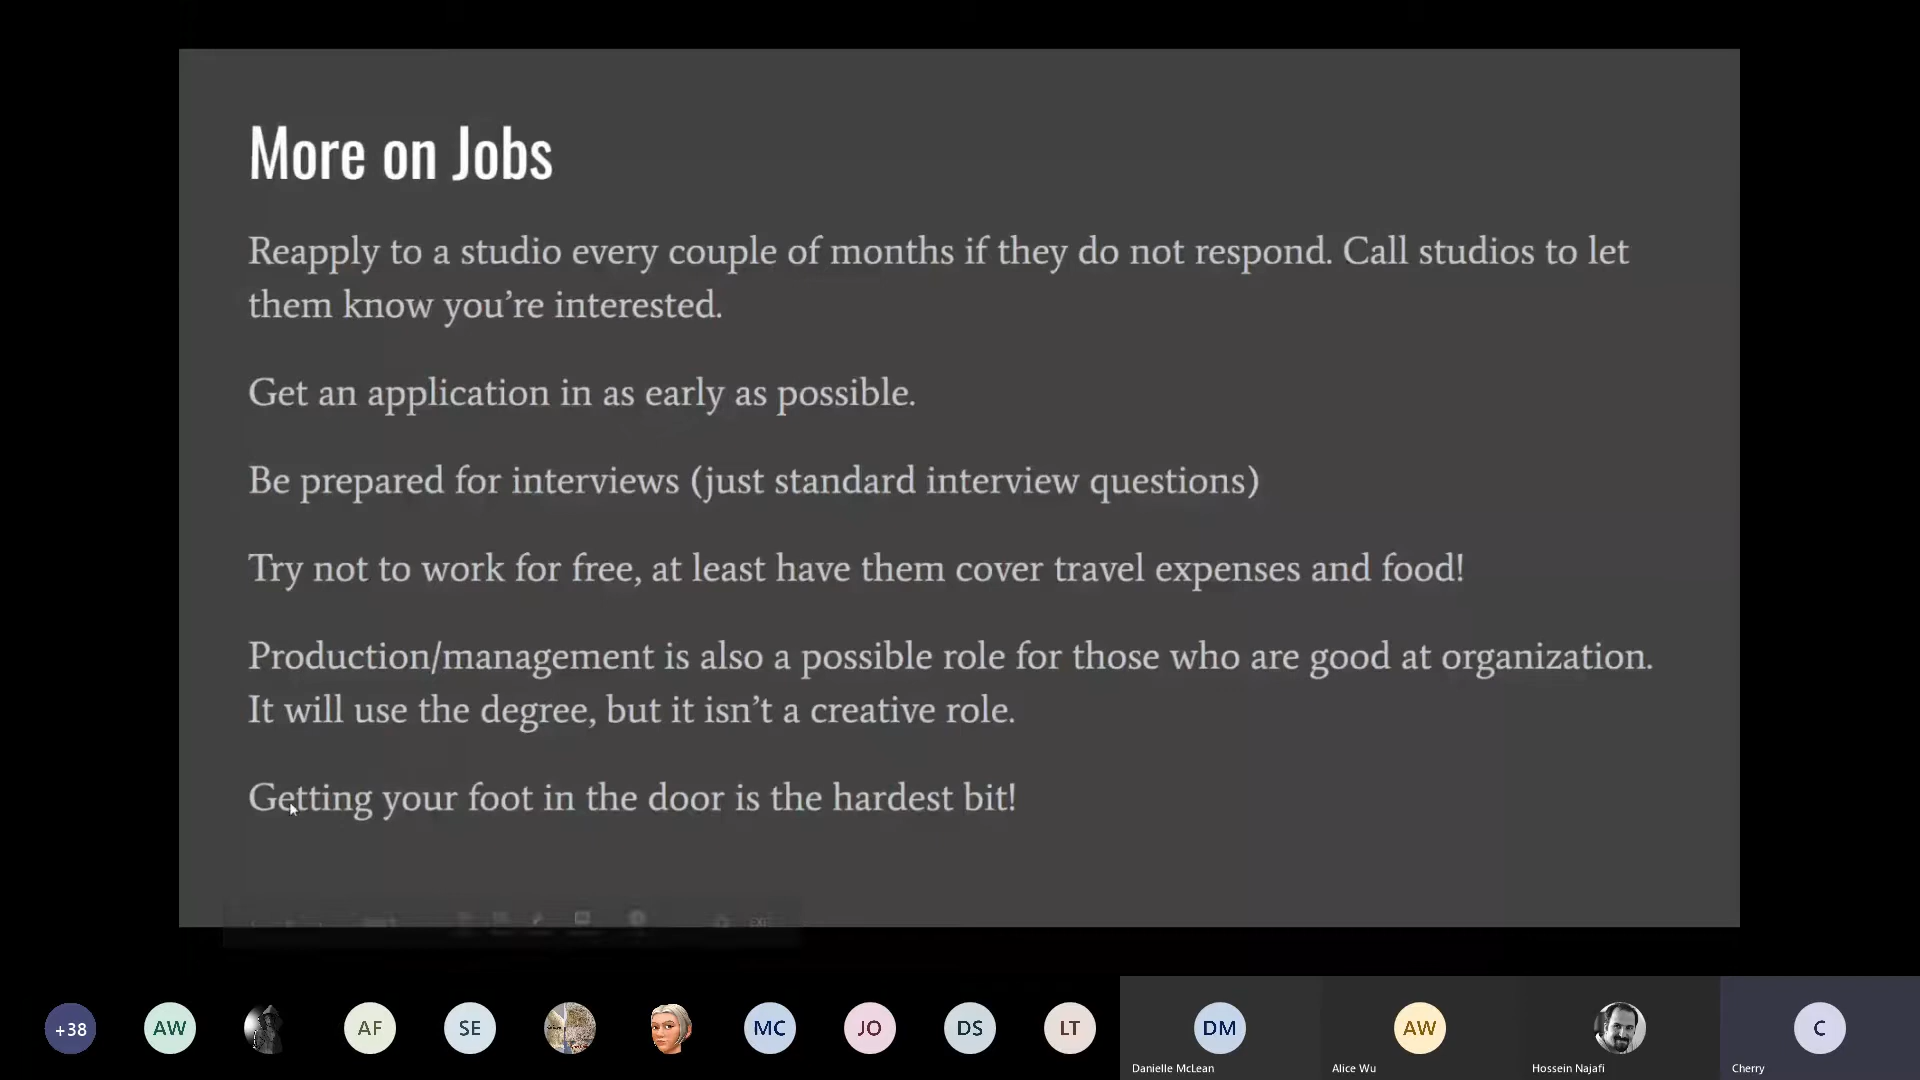 More on Jobs
Reapply to a studio every couple of months if they do not respond. Call studios to let
them know you’re interested.
Get an application in as early as possible.
Be prepared for interviews (just standard interview questions)
Try not to work for free, at least have them cover travel expenses and food!
Production/management is also a possible role for those who are good at organization.
It will use the degree, but it isn’t a creative role.
Getting your foot in the door is the hardest bit!
+38 AW AF SE MC JO DS LT DM AW C
Danielle McLean Alice Wu Hossein Najafi Cherry